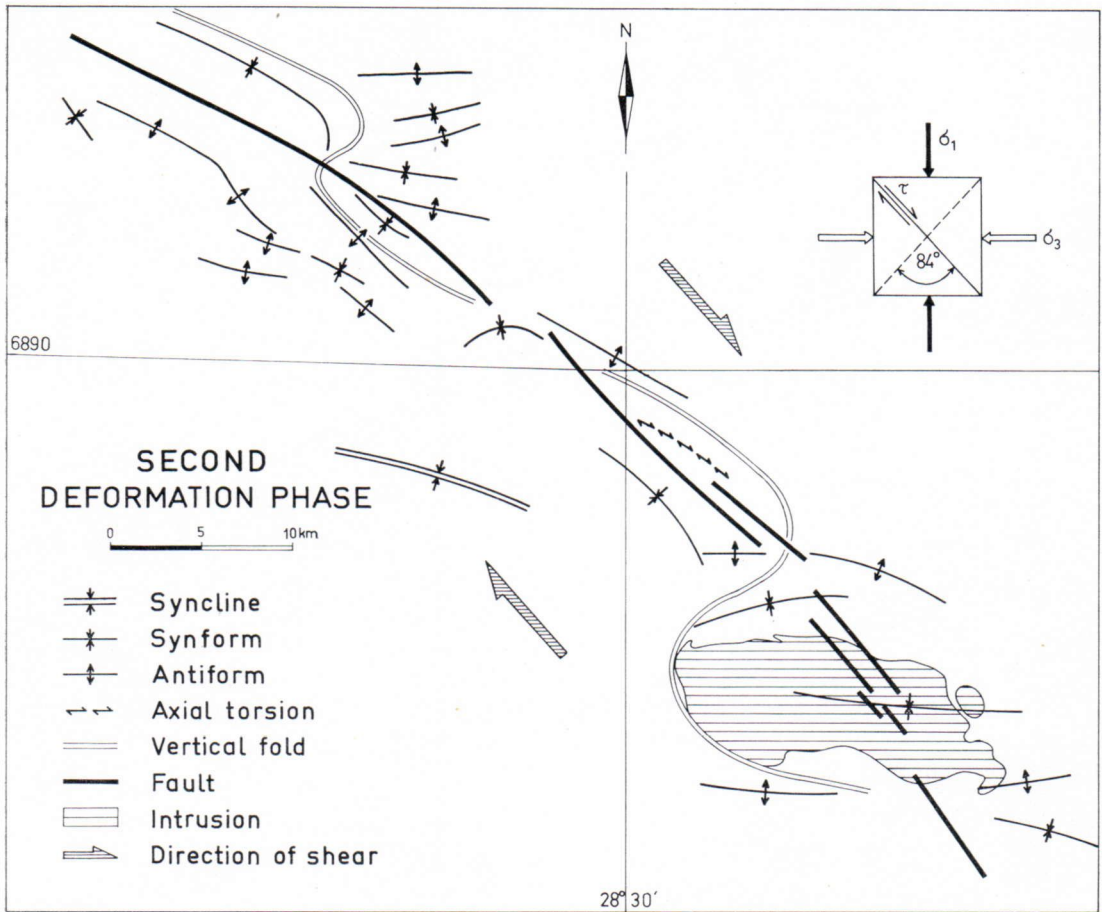 N
σ₁
τ
σ₃
84°
6890
SECOND
DEFORMATION PHASE
0 5 10km
Syncline
Synform
Antiform
Axial torsion
Vertical fold
Fault
Intrusion
Direction of shear
28°30'